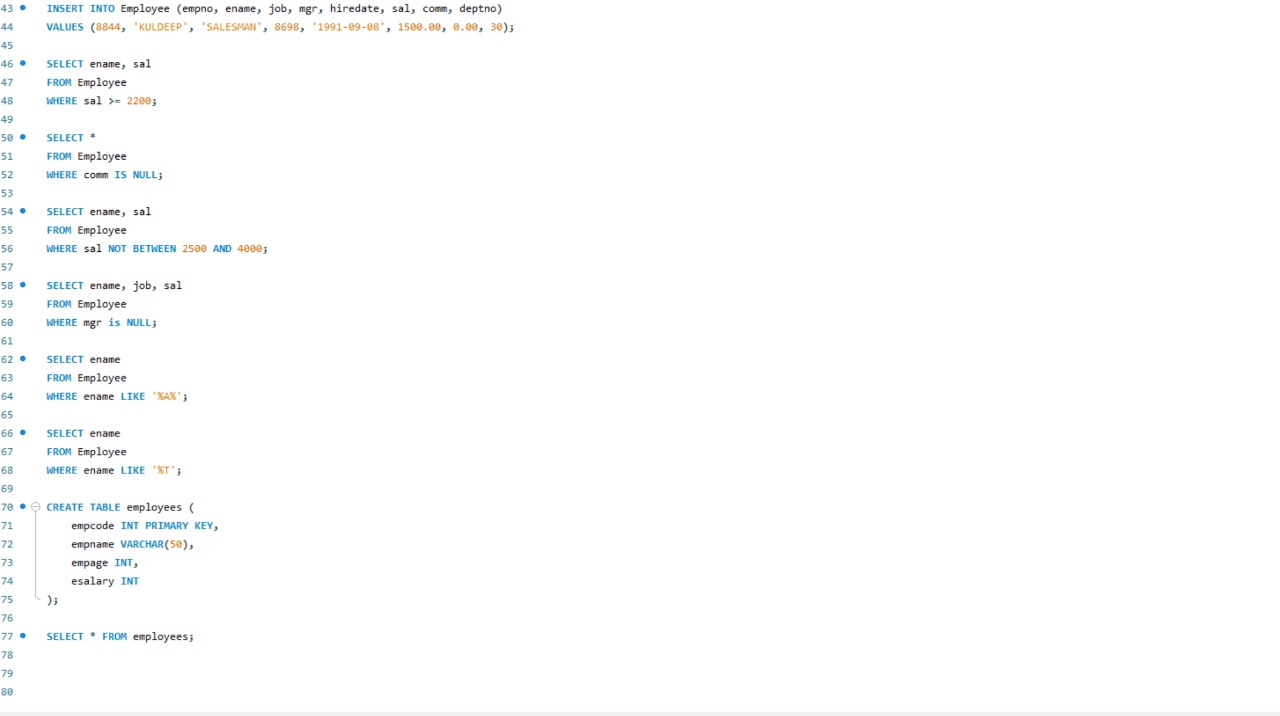 43 INSERT INTO Employee (empno, ename, job, mgr, hiredate, sal, comm, deptno)
44 VALUES (8844, 'KULDEEP', 'SALESMAN', 8698, '1991-09-08', 1500.00, 0.00, 30);
45
46 SELECT ename, sal
47 FROM Employee
48 WHERE sal >= 2200;
49
50 SELECT *
51 FROM Employee
52 WHERE comm IS NULL;
53
54 SELECT ename, sal
55 FROM Employee
56 WHERE sal NOT BETWEEN 2500 AND 4000;
57
58 SELECT ename, job, sal
59 FROM Employee
60 WHERE mgr is NULL;
61
62 SELECT ename
63 FROM Employee
64 WHERE ename LIKE '%A%';
65
66 SELECT ename
67 FROM Employee
68 WHERE ename LIKE '%T';
69
70 CREATE TABLE employees (
71 empcode INT PRIMARY KEY,
72 empname VARCHAR(50),
73 empage INT,
74 esalary INT
75 );
76
77 SELECT * FROM employees;
78
79
80